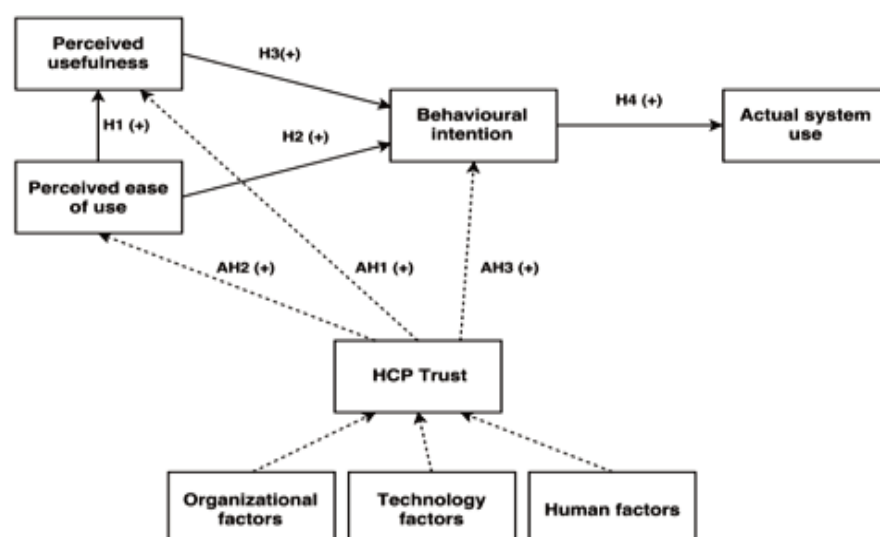 Perceived
usefulness
H3(+)
Behavioural
intention
H4 (+)
Actual system
use
H1 (+)
H2 (+)
Perceived ease
of use
AH2 (+)
AH1 (+)
AH3 (+)
HCP Trust
Organizational
factors
Technology
factors
Human factors